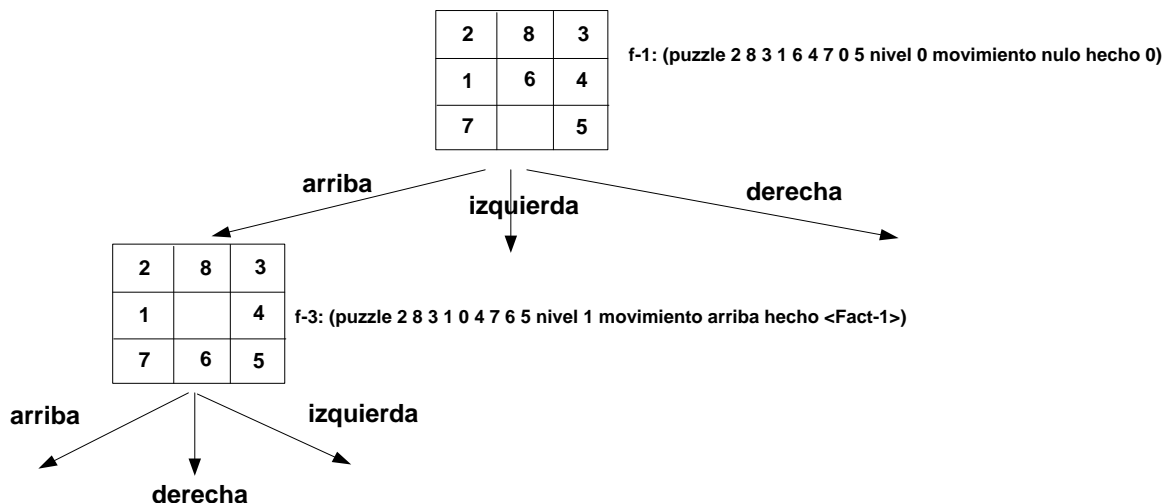 2 8 3
f-1: (puzzle 2 8 3 1 6 4 7 0 5 nivel 0 movimiento nulo hecho 0)
1 6 4
7 5
arriba
izquierda
derecha
2 8 3
1 4
f-3: (puzzle 2 8 3 1 0 4 7 6 5 nivel 1 movimiento arriba hecho <Fact-1>)
7 6 5
arriba
izquierda
derecha